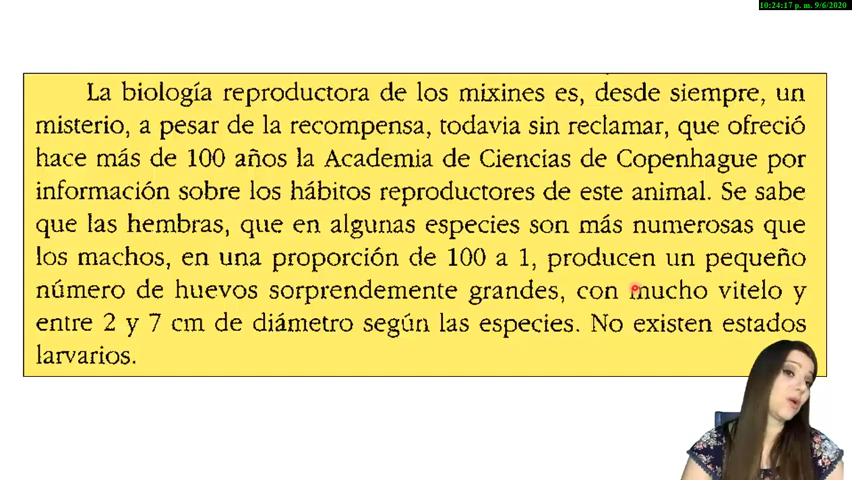 10:24:17 p. m. 9/6/2020
La biología reproductora de los mixines es, desde siempre, un
misterio, a pesar de la recompensa, todavia sin reclamar, que ofreció
hace más de 100 años la Academia de Ciencias de Copenhague por
información sobre los hábitos reproductores de este animal. Se sabe
que las hembras, que en algunas especies son más numerosas que
los machos, en una proporción de 100 a 1, producen un pequeño
número de huevos sorprendemente grandes, con mucho vitelo y
entre 2 y 7 cm de diámetro según las especies. No existen estados
larvarios.